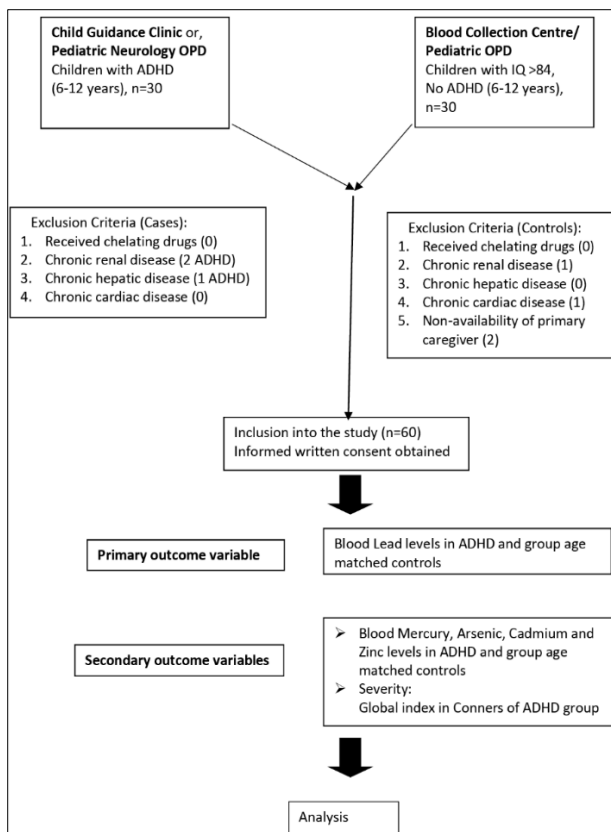 Child Guidance Clinic or,
Pediatric Neurology OPD
Children with ADHD
(6-12 years), n=30
Blood Collection Centre/
Pediatric OPD
Children with IQ >84,
No ADHD (6-12 years),
n=30
Exclusion Criteria (Cases):
1. Received chelating drugs (0)
2. Chronic renal disease (2 ADHD)
3. Chronic hepatic disease (1 ADHD)
4. Chronic cardiac disease (0)
Exclusion Criteria (Controls):
1. Received chelating drugs (0)
2. Chronic renal disease (1)
3. Chronic hepatic disease (0)
4. Chronic cardiac disease (1)
5. Non-availability of primary
caregiver (2)
Inclusion into the study (n=60)
Informed written consent obtained
Primary outcome variable
Blood Lead levels in ADHD and group age
matched controls
Secondary outcome variables
➢ Blood Mercury, Arsenic, Cadmium and
Zinc levels in ADHD and group age
matched controls
➢ Severity:
Global index in Conners of ADHD group
Analysis